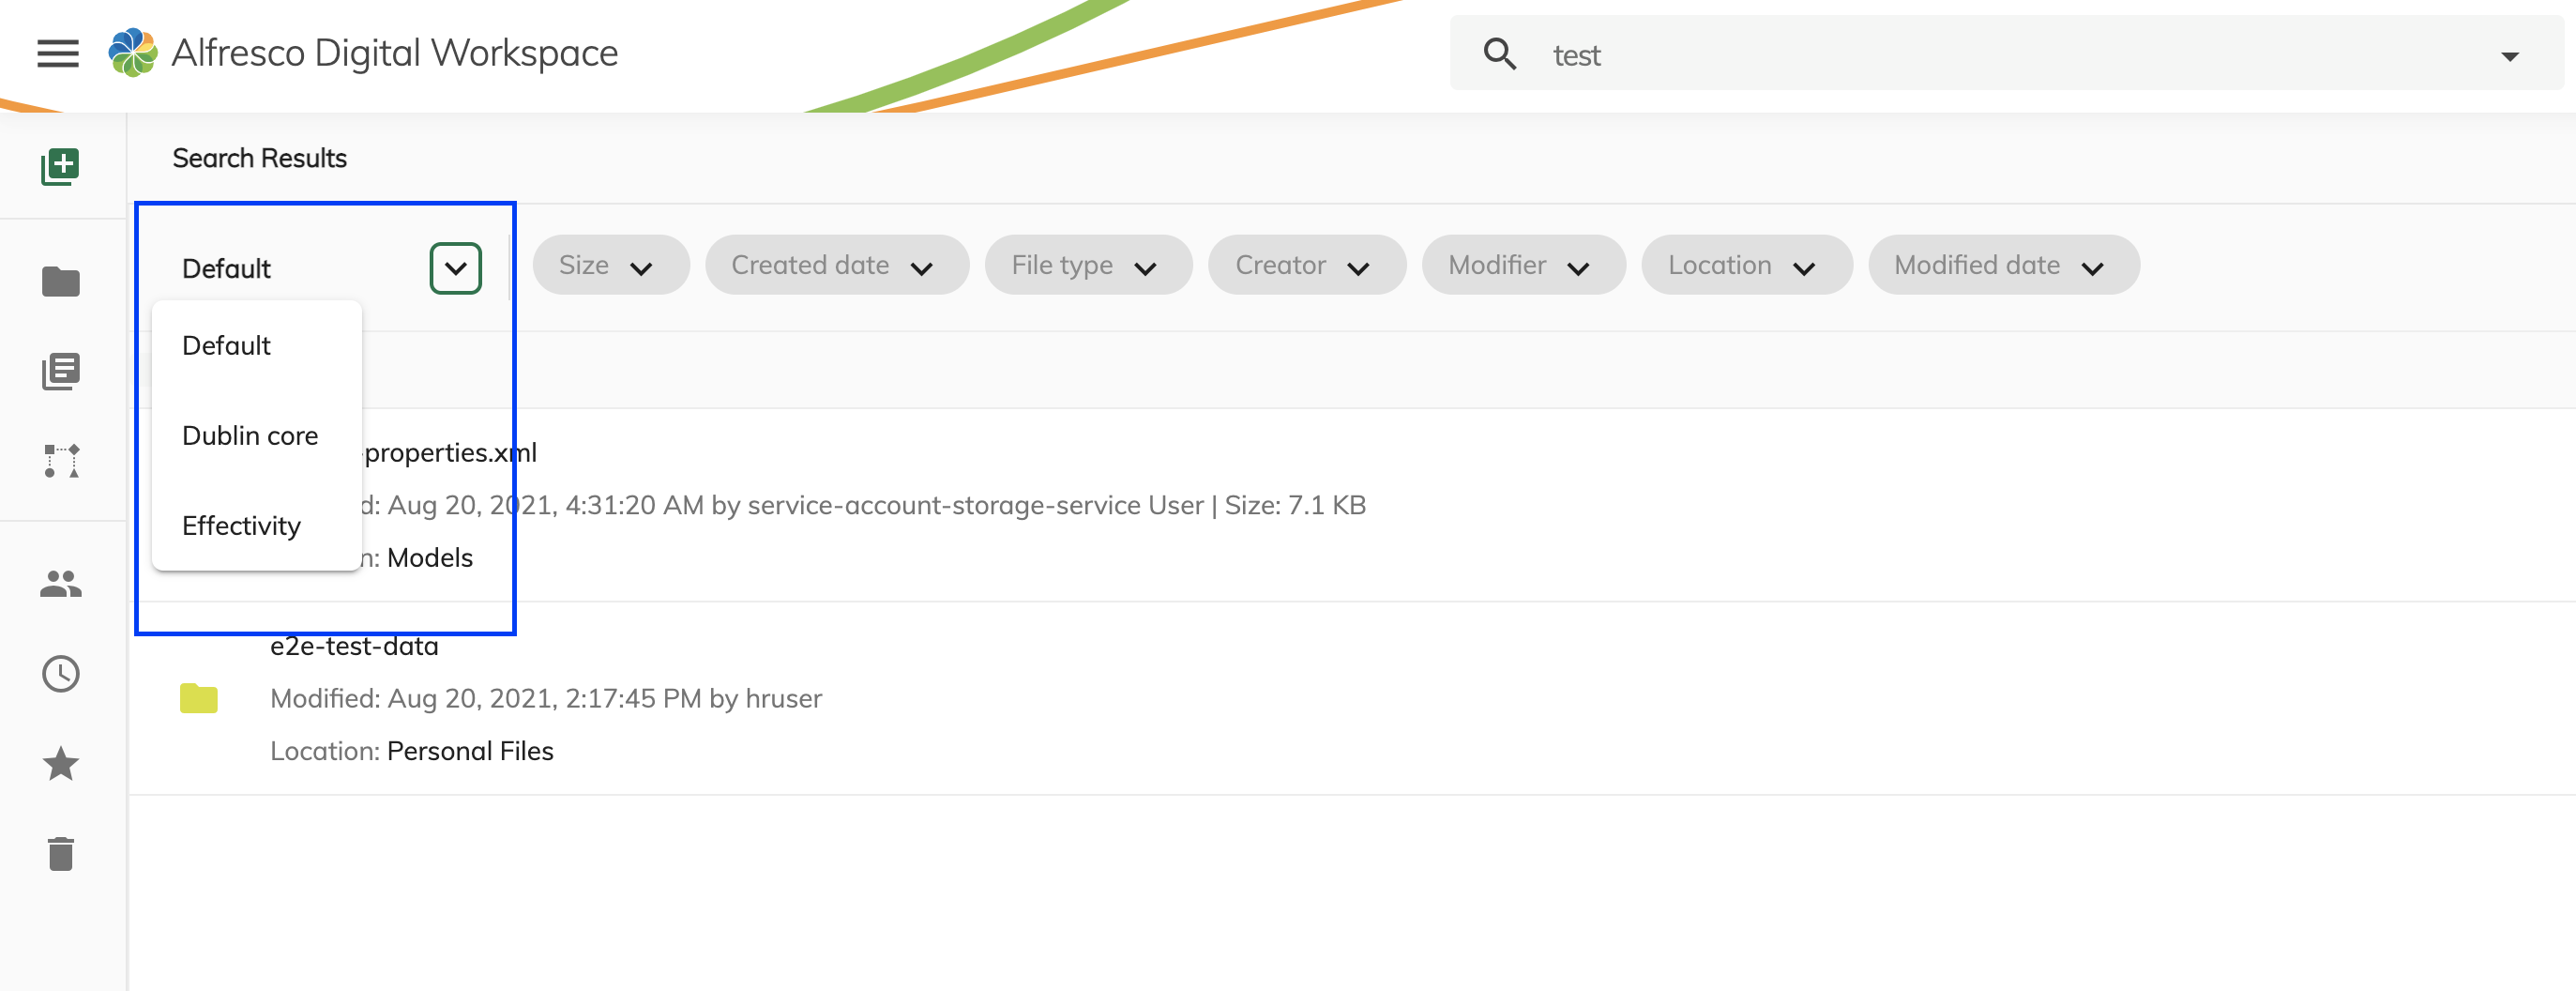 Alfresco Digital Workspace
test
Search Results
Default
Size
Created date
File type
Creator
Modifier
Location
Modified date
Default
Dublin core
Effectivity
-properties.xml
d: Aug 20, 2021, 4:31:20 AM by service-account-storage-service User | Size: 7.1 KB
n: Models
e2e-test-data
Modified: Aug 20, 2021, 2:17:45 PM by hruser
Location: Personal Files